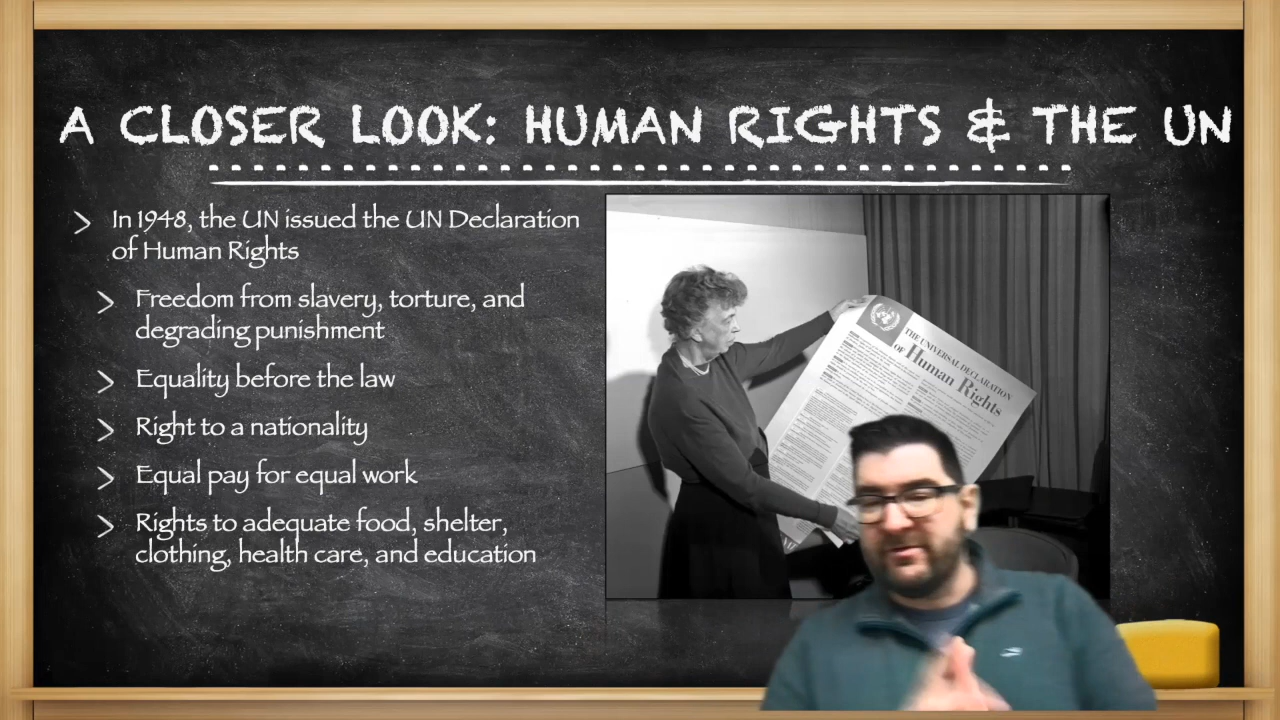 A CLOSER LOOK: HUMAN RIGHTS & THE UN
In 1948, the UN issued the UN Declaration
of Human Rights
Freedom from slavery, torture, and
degrading punishment
Equality before the law
Right to a nationality
Equal pay for equal work
Rights to adequate food, shelter,
clothing, health care, and education
THE UNIVERSAL DECLARATION
OF Human Rights